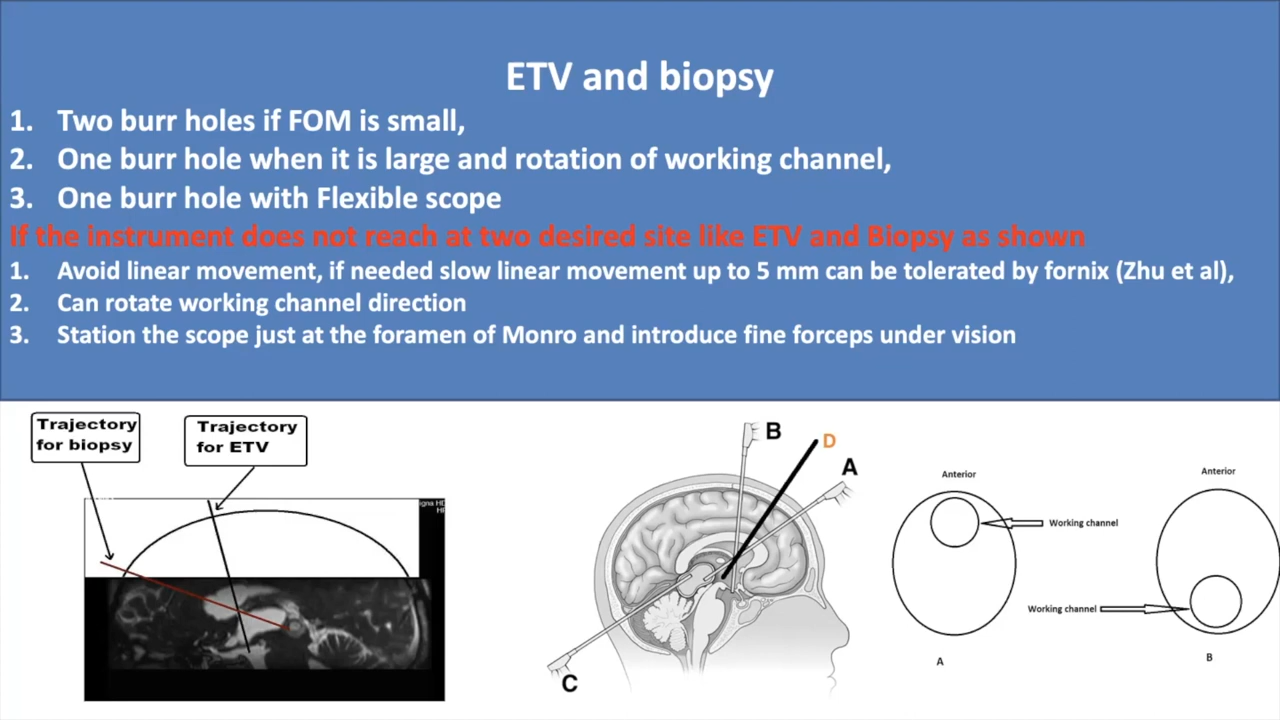 ETV and biopsy
1. Two burr holes if FOM is small,
2. One burr hole when it is large and rotation of working channel,
3. One burr hole with Flexible scope
If the instrument does not reach at two desired site like ETV and Biopsy as shown
1. Avoid linear movement, if needed slow linear movement up to 5 mm can be tolerated by fornix (Zhu et al),
2. Can rotate working channel direction
3. Station the scope just at the foramen of Monro and introduce fine forceps under vision
Trajectory
for biopsy
Trajectory
for ETV
igna HD
HF
B
D
A
C
Anterior
Working channel
A
Anterior
Working channel
B